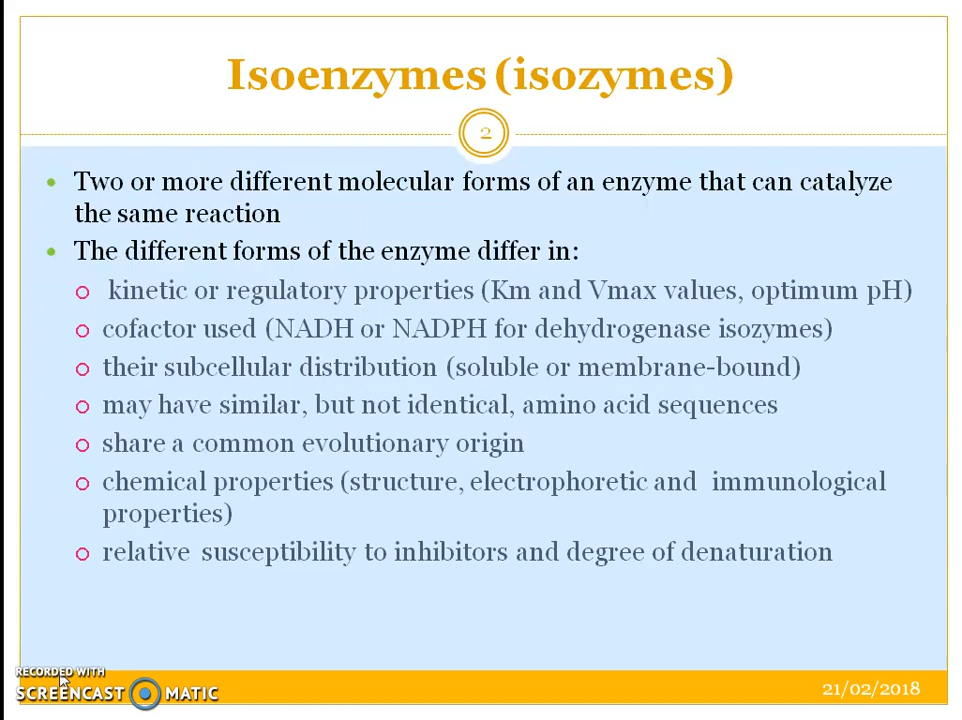 Isoenzymes (isozymes)
2
Two or more different molecular forms of an enzyme that can catalyze
the same reaction
The different forms of the enzyme differ in:
kinetic or regulatory properties (Km and Vmax values, optimum pH)
cofactor used (NADH or NADPH for dehydrogenase isozymes)
their subcellular distribution (soluble or membrane-bound)
may have similar, but not identical, amino acid sequences
share a common evolutionary origin
chemical properties (structure, electrophoretic and immunological
properties)
relative susceptibility to inhibitors and degree of denaturation
RECORDED WITH
SCREENCAST MATIC
21/02/2018